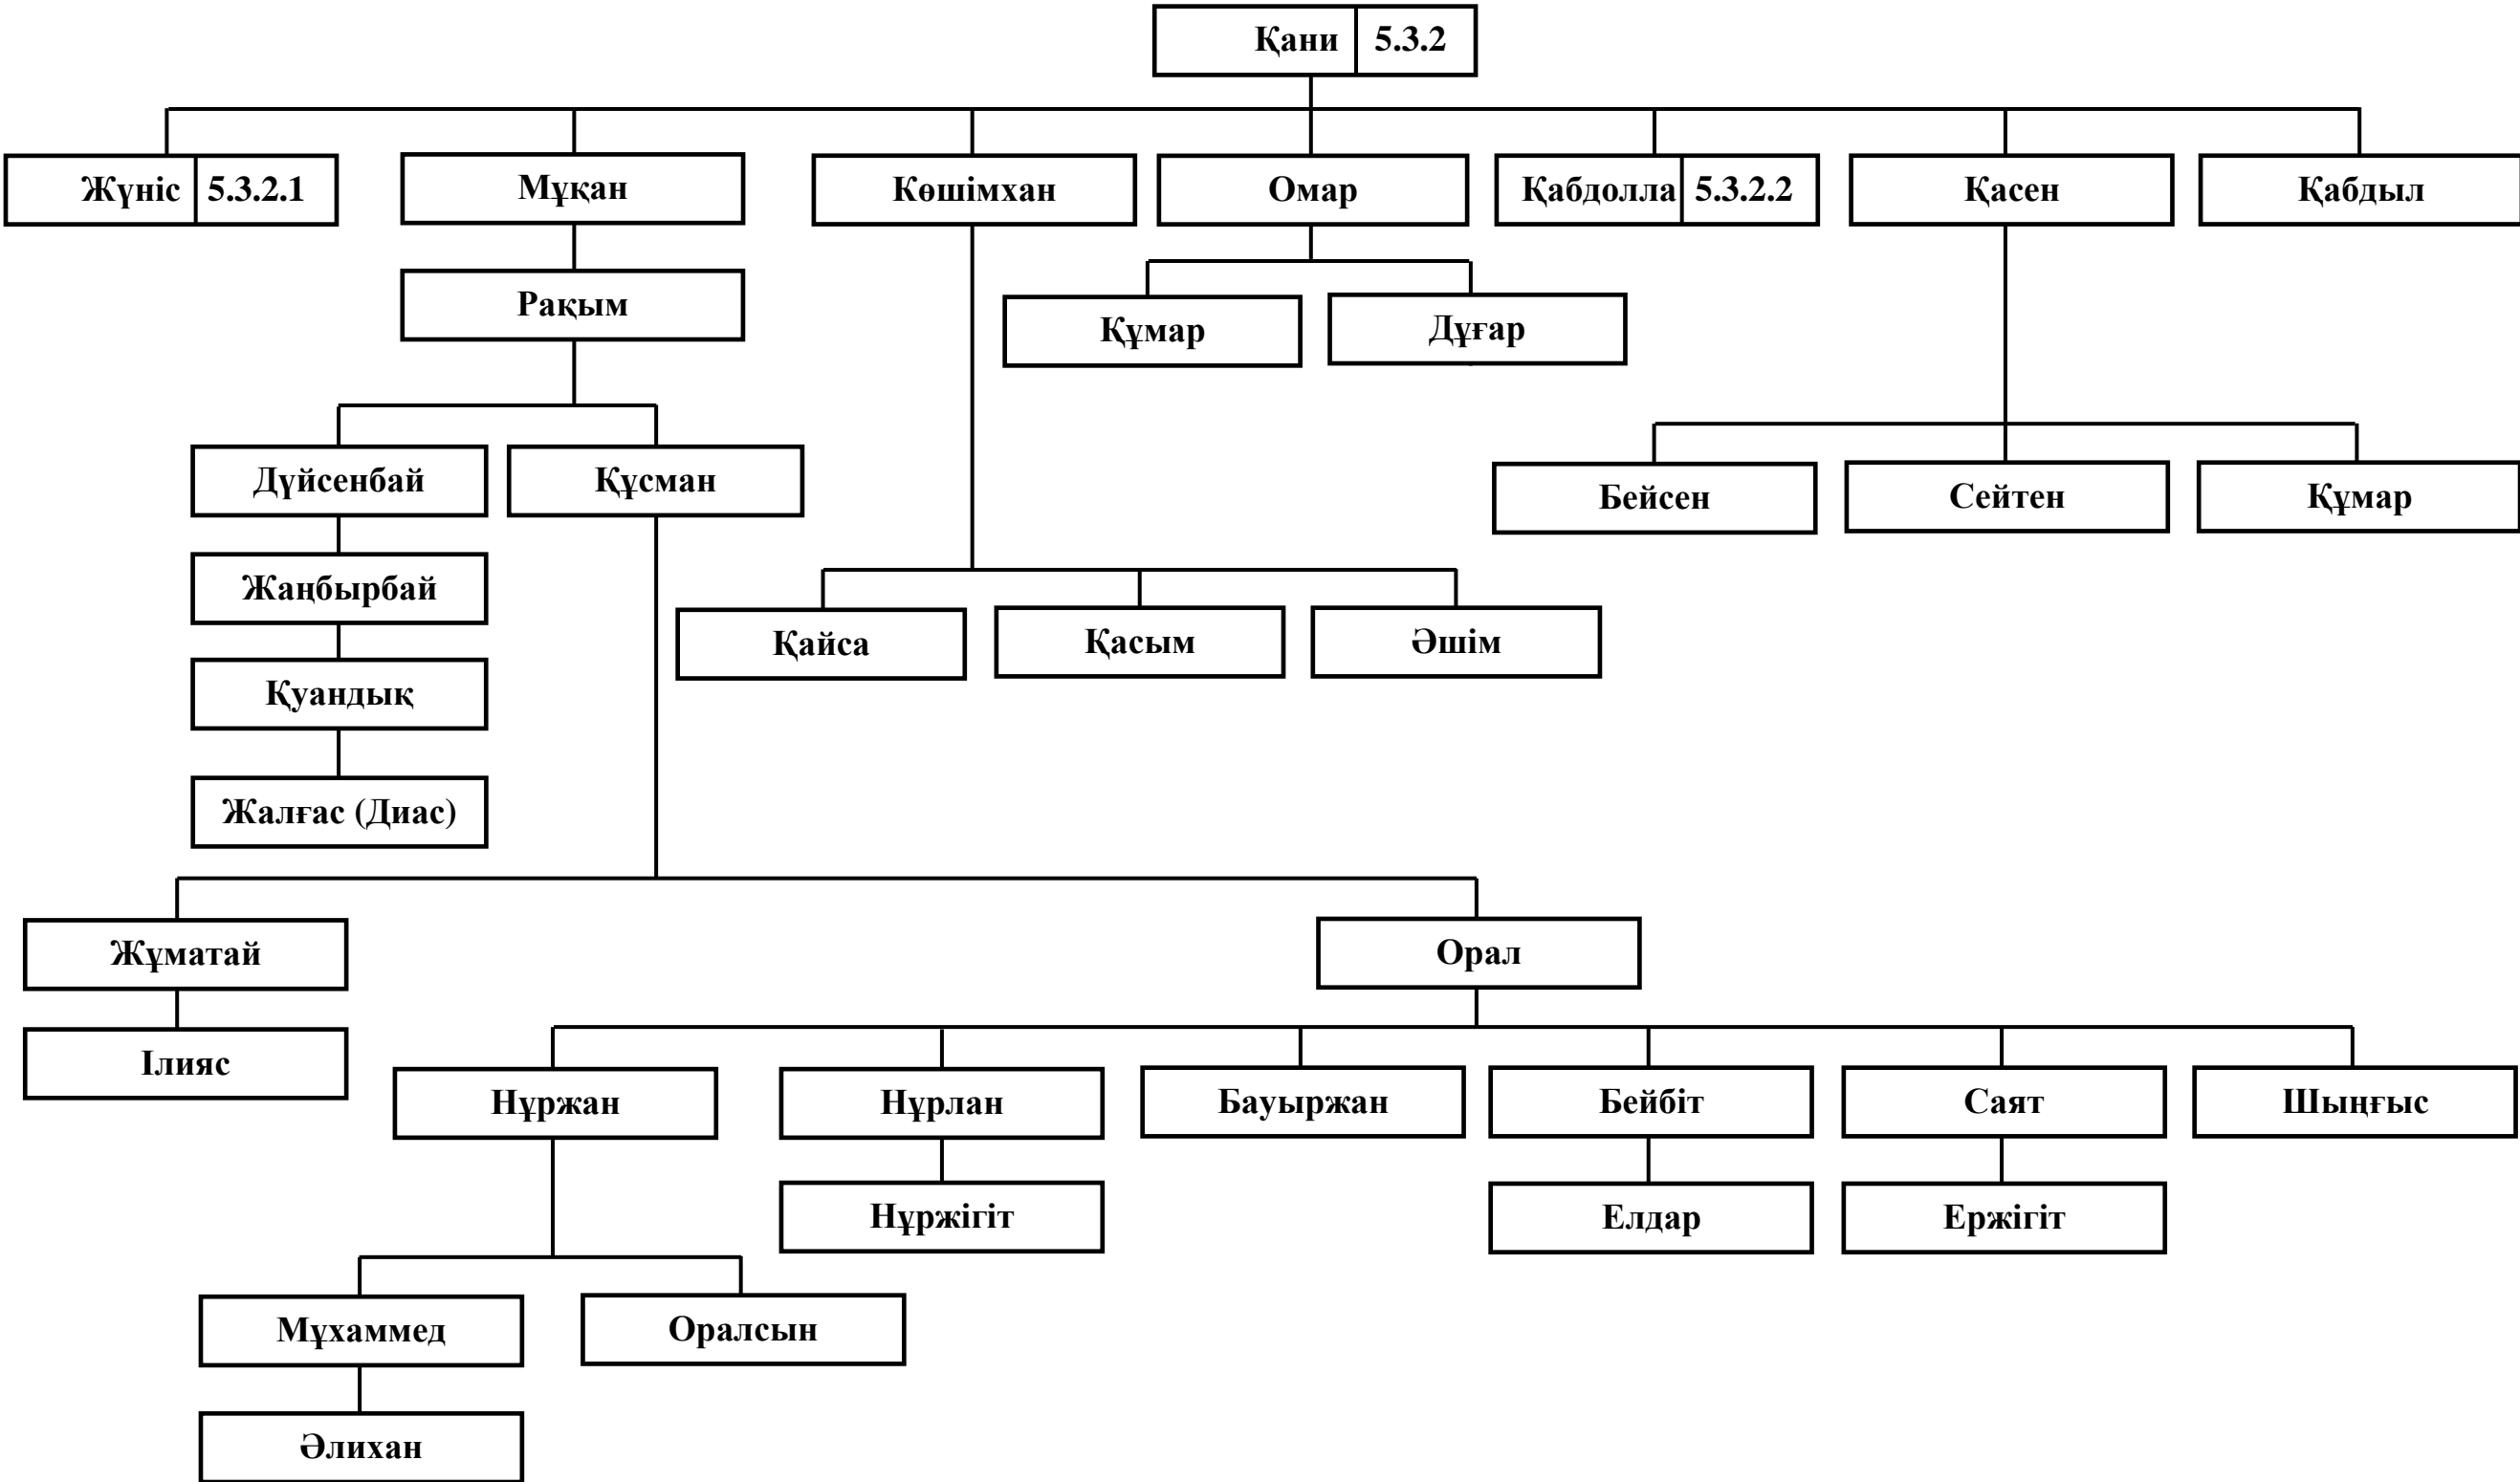 Қани 5.3.2
Жүніс 5.3.2.1
Мұқан
Көшімхан
Омар
Қабдолла 5.3.2.2
Қасен
Қабдыл
Рақым
Құмар
Дұғар
Дүйсенбай
Құсман
Бейсен
Сейтен
Құмар
Жаңбырбай
Қайса
Қасым
Әшім
Қуандық
Жалғас (Диас)
Жұматай
Орал
Ілияс
Нұржан
Нұрлан
Бауыржан
Бейбіт
Саят
Шыңғыс
Нұржігіт
Елдар
Ержігіт
Мұхаммед
Оралсын
Әлихан